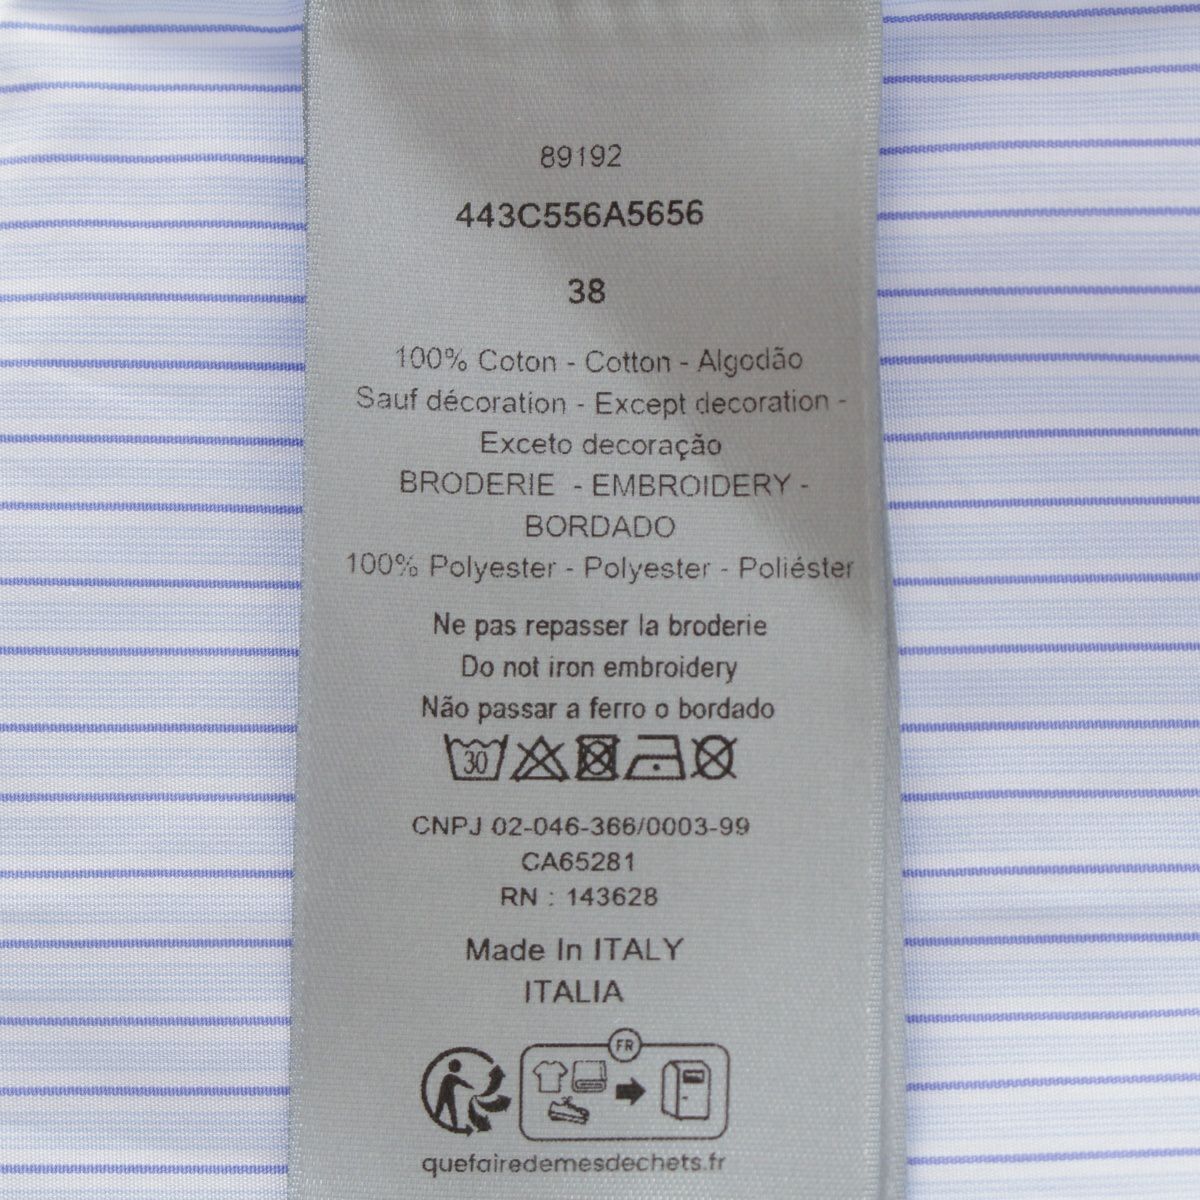 89192
443C556A5656
38
100% Coton - Cotton - Algodão
Sauf décoration - Except decoration -
Exceto decoração
BRODERIE - EMBROIDERY -
BORDADO
100% Polyester - Polyester - Poliéster
Ne pas repasser la broderie
Do not iron embroidery
Não passar a ferro o bordado
30
CNPJ 02-046-366/0003-99
CA65281
RN : 143628
Made In ITALY
ITALIA
FR
quefairedemesdechets.fr